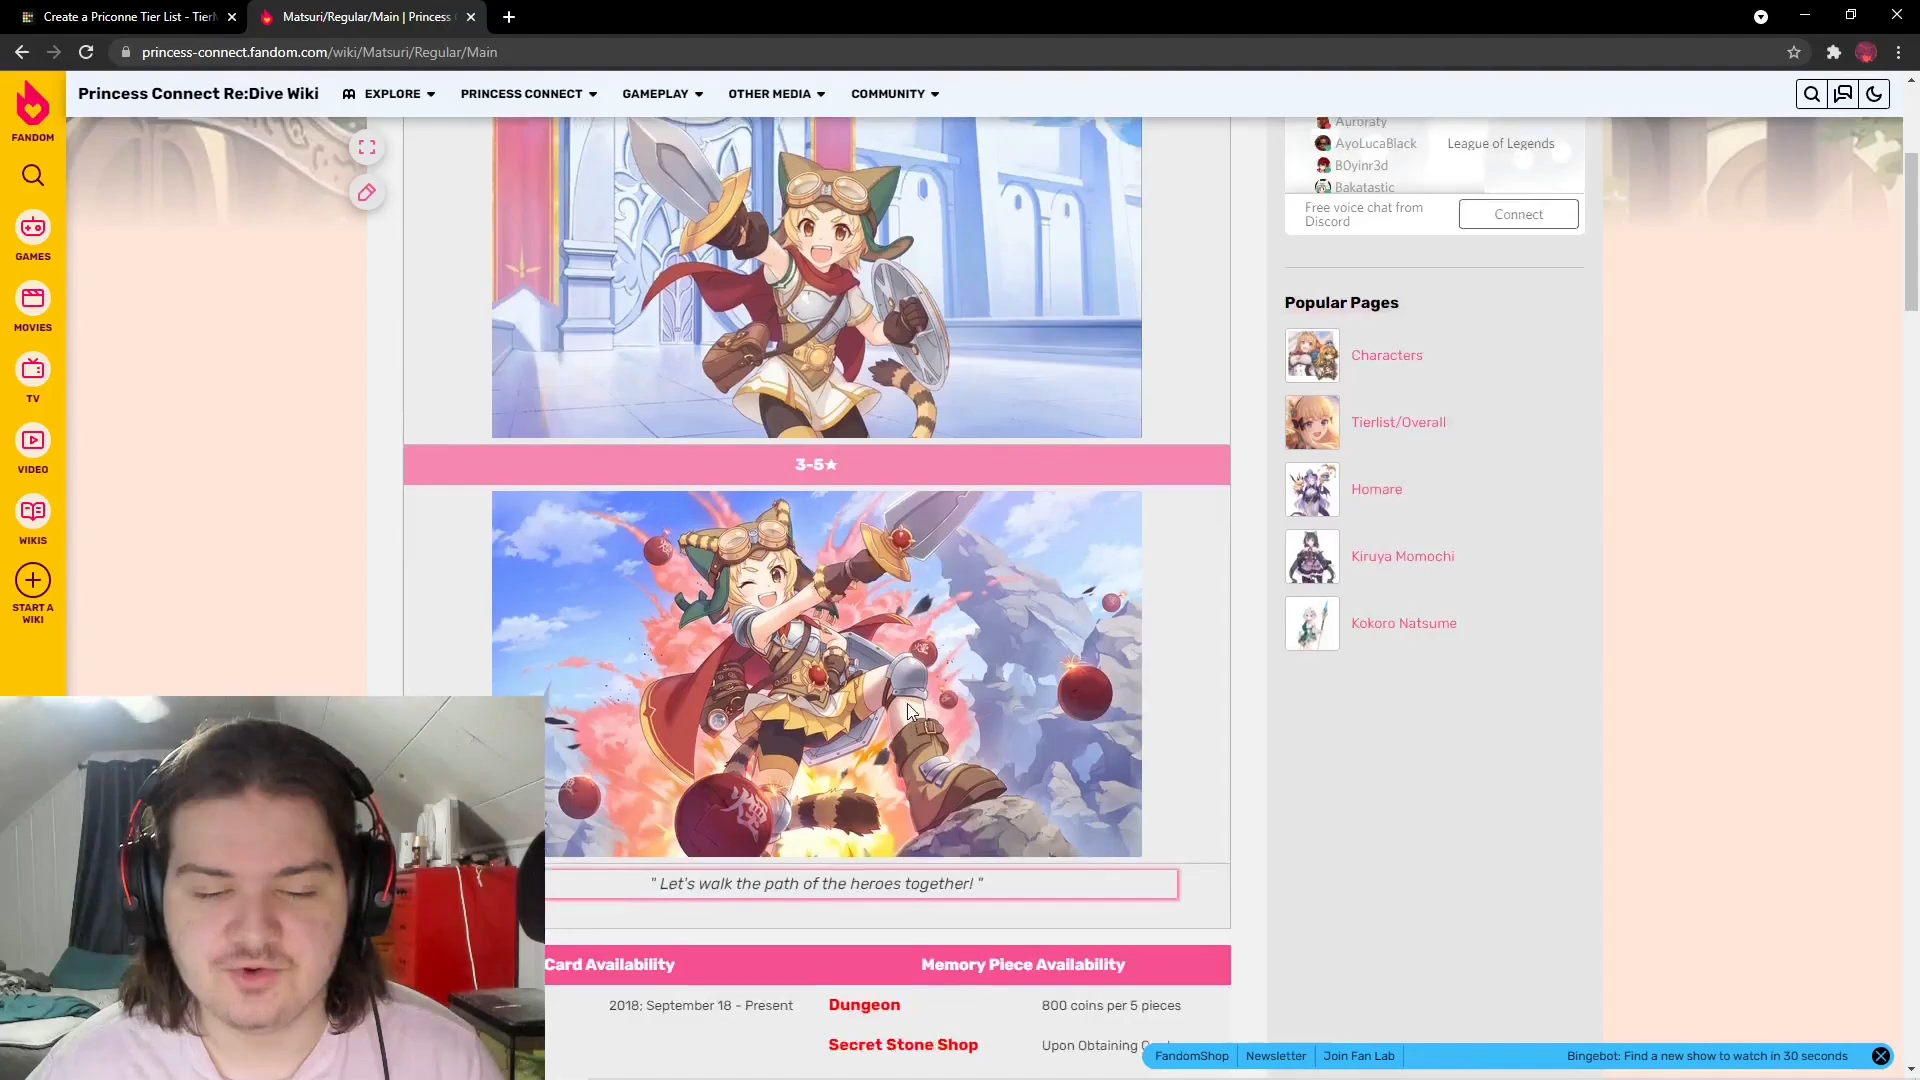 Create a Priconne Tier List - Tier
Matsuri/Regular/Main | Princess
princess-connect.fandom.com/wiki/Matsuri/Regular/Main
FANDOM
GAMES
MOVIES
TV
VIDEO
WIKIS
START A
WIKI
Princess Connect Re:Dive Wiki
EXPLORE
PRINCESS CONNECT
GAMEPLAY
OTHER MEDIA
COMMUNITY
3-5★
煙
" Let's walk the path of the heroes together! "
Card Availability
Memory Piece Availability
2018; September 18 - Present
Dungeon
800 coins per 5 pieces
Secret Stone Shop
Upon Obtaining
Auroraty
AyoLucaBlack
League of Legends
B0yinr3d
Bakatastic
Free voice chat from
Discord
Connect
Popular Pages
Characters
Tierlist/Overall
Homare
Kiruya Momochi
Kokoro Natsume
FandomShop
Newsletter
Join Fan Lab
Bingebot: Find a new show to watch in 30 seconds